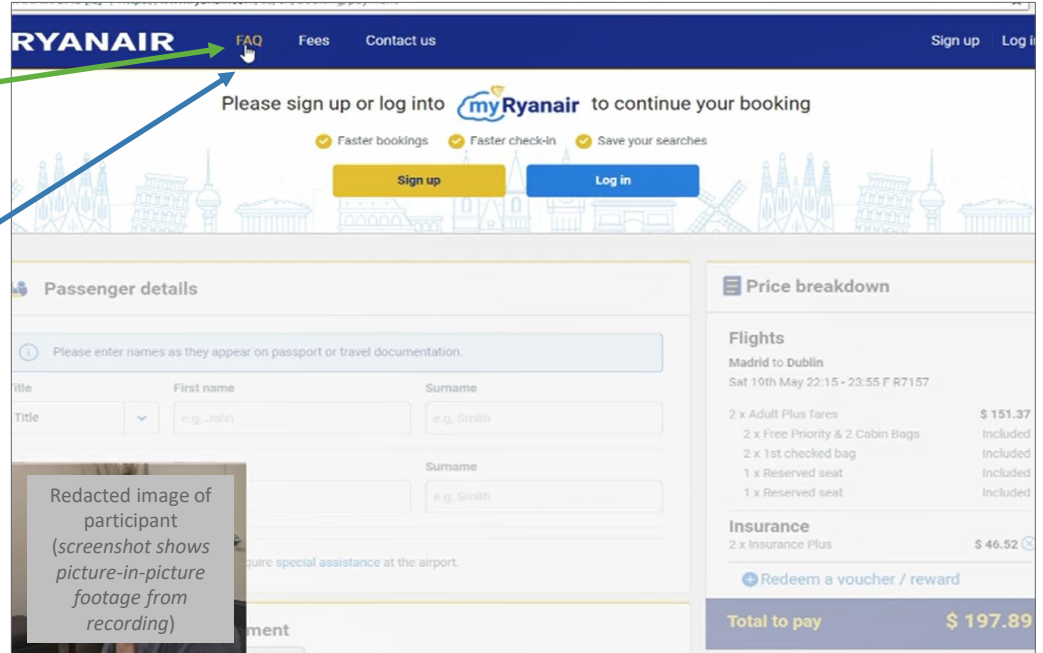 RYANAIR FAQ Fees Contact us Sign up Log i
Please sign up or log into myRyanair to continue your booking
Faster bookings Faster check-in Save your searches
Sign up Log in
Passenger details
Please enter names as they appear on passport or travel documentation.
Title First name Surname
Title e.g. John e.g. Smith
Surname
e.g. Smith
quire special assistance at the airport.
ment
Redacted image of
participant
(screenshot shows
picture-in-picture
footage from
recording)
Price breakdown
Flights
Madrid to Dublin
Sat 19th May 22:15 - 23:55 F R7157
2 x Adult Plus fares $ 151.37
2 x Free Priority & 2 Cabin Bags Included
2 x 1st checked bag Included
1 x Reserved seat Included
1 x Reserved seat Included
Insurance
2 x Insurance Plus $ 46.52
Redeem a voucher / reward
Total to pay $ 197.89